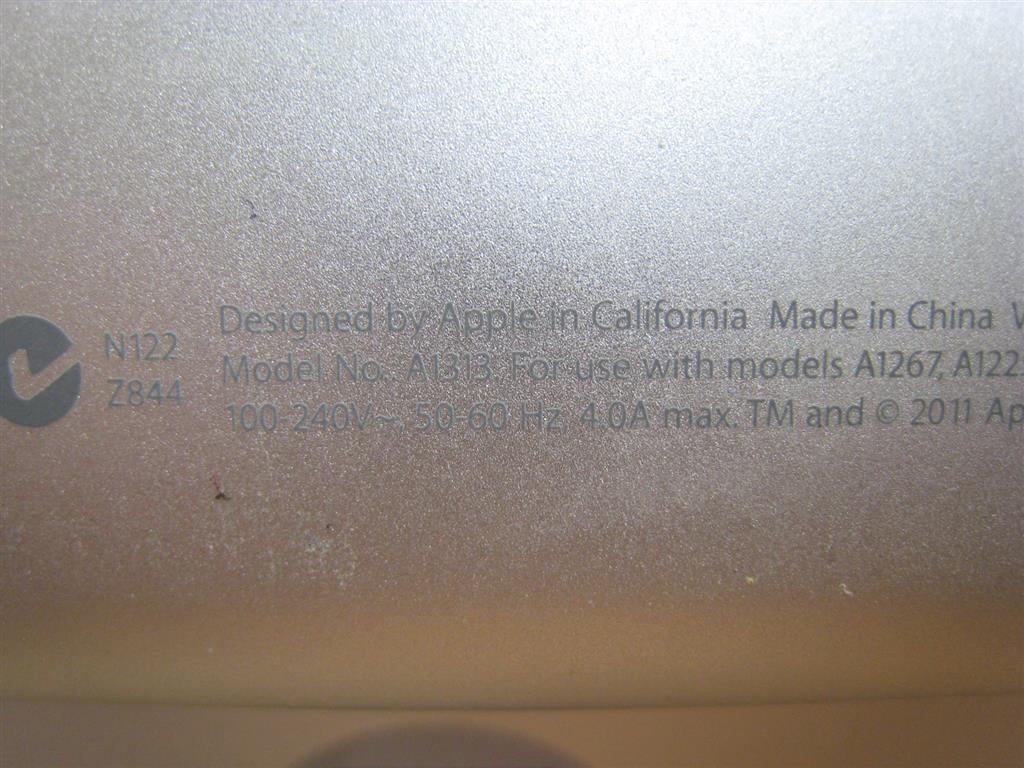 N122
Z844
Designed by Apple in California Made in China
Model No. A1313. For use with models A1267, A122
100-240V~, 50-60 Hz, 4.0A max. TM and © 2011 Ap